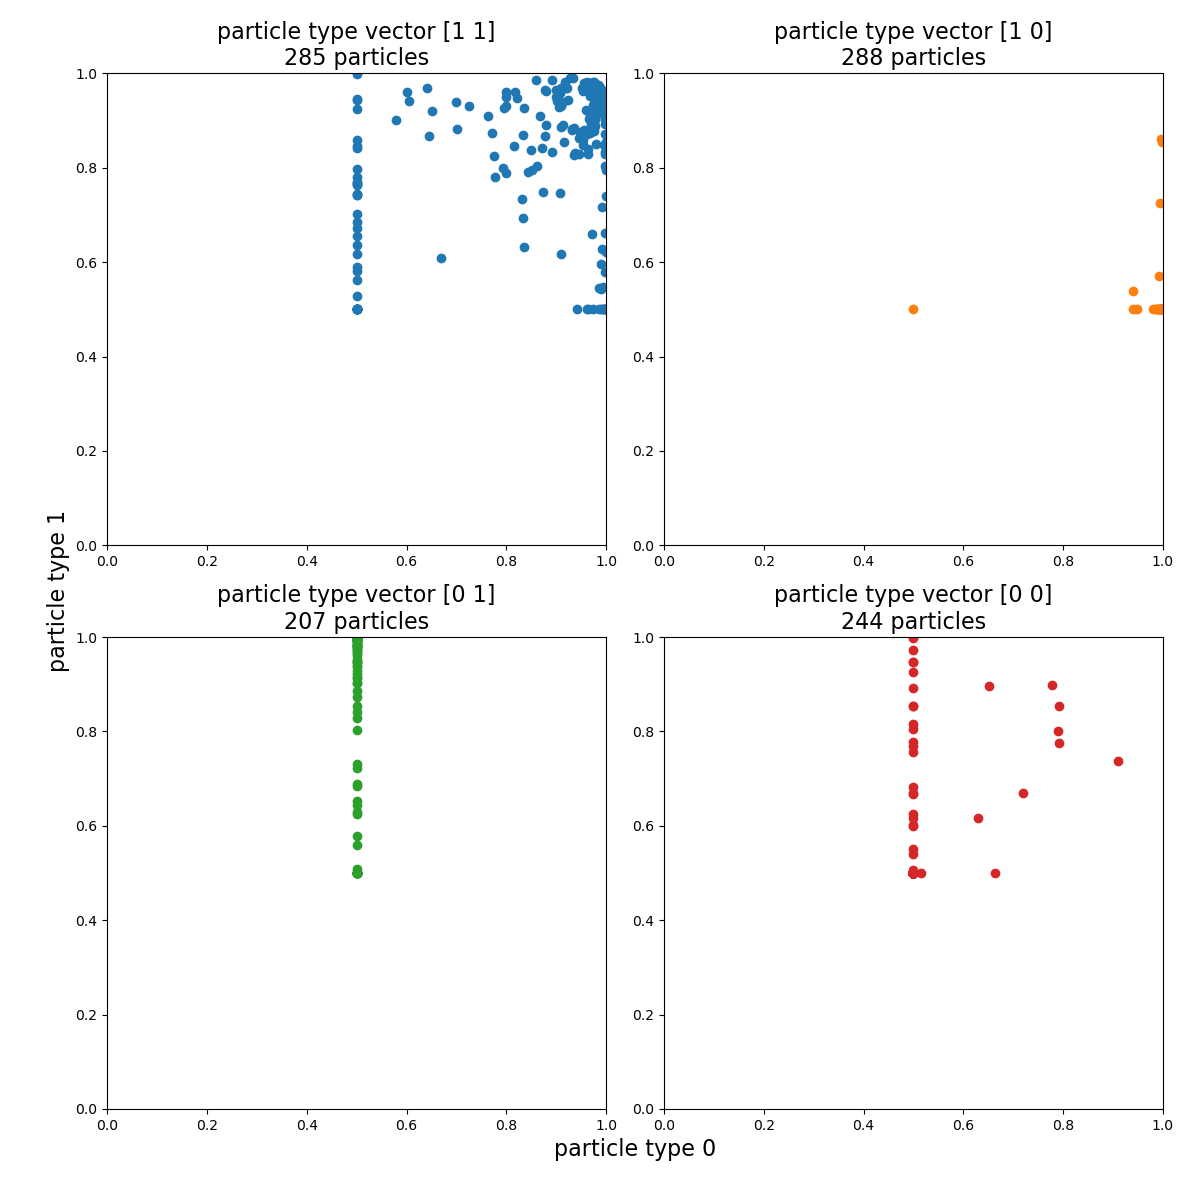 particle type vector [1 1]
285 particles
particle type vector [1 0]
288 particles
1.0
0.8
0.6
0.4
0.2
0.0
0.0 0.2 0.4 0.6 0.8 1.0
1.0
0.8
0.6
0.4
0.2
0.0
0.0 0.2 0.4 0.6 0.8 1.0
particle type 1
particle type vector [0 1]
207 particles
particle type vector [0 0]
244 particles
1.0
0.8
0.6
0.4
0.2
0.0
0.0 0.2 0.4 0.6 0.8 1.0
1.0
0.8
0.6
0.4
0.2
0.0
0.0 0.2 0.4 0.6 0.8 1.0
particle type 0